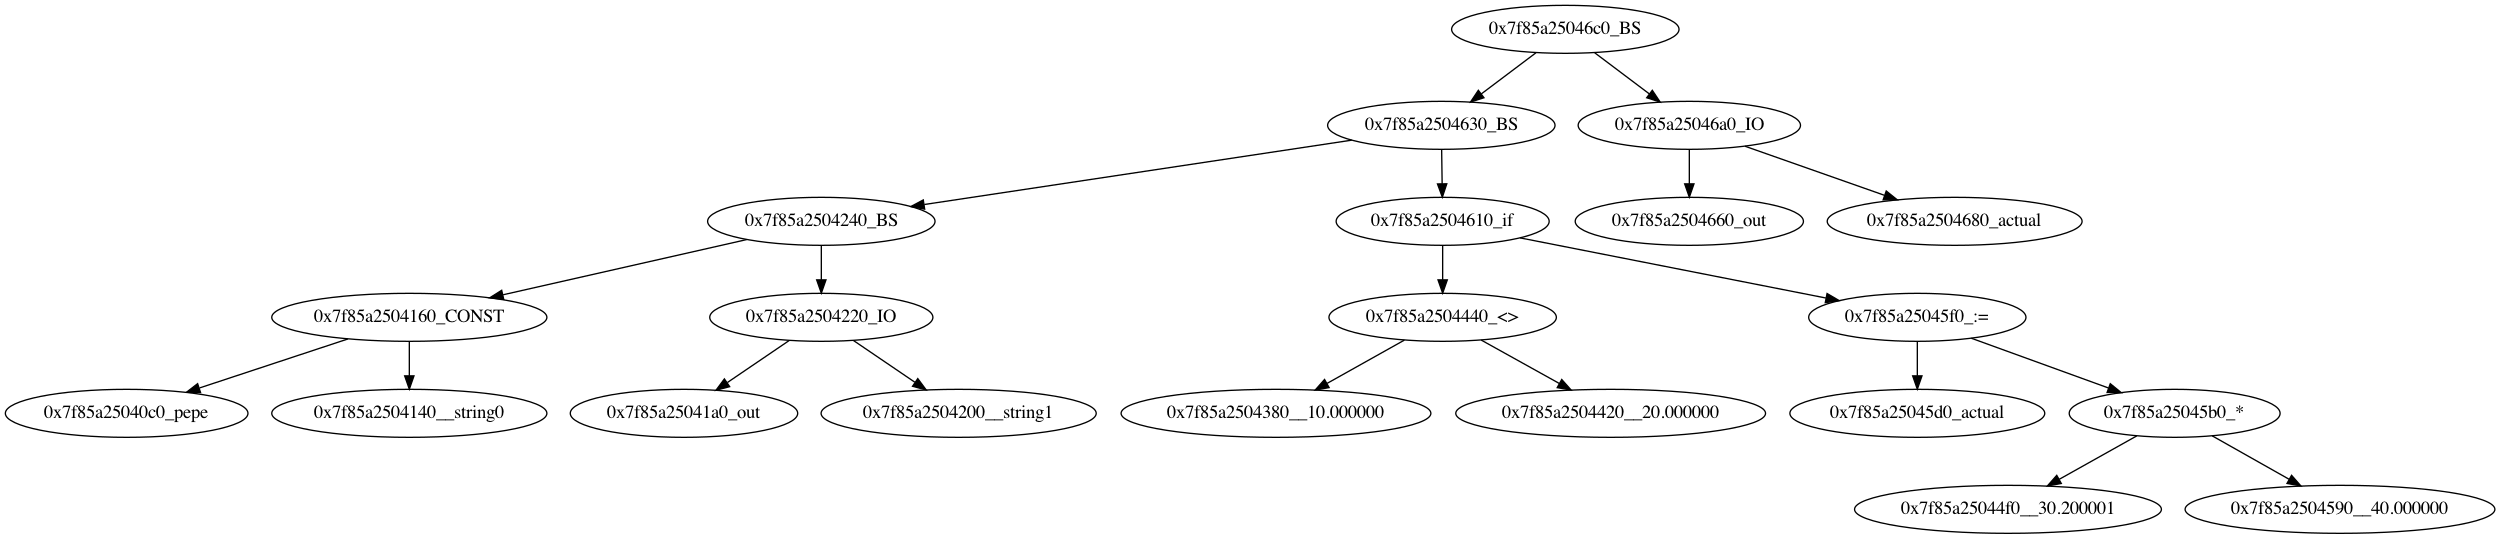 0x7f85a25046c0_BS
0x7f85a2504630_BS
0x7f85a25046a0_IO
0x7f85a2504240_BS
0x7f85a2504610_if
0x7f85a2504660_out
0x7f85a2504680_actual
0x7f85a2504160_CONST
0x7f85a2504220_IO
0x7f85a2504440_<>
0x7f85a25045f0_:=
0x7f85a25040c0_pepe
0x7f85a2504140__string0
0x7f85a25041a0_out
0x7f85a2504200__string1
0x7f85a2504380__10.000000
0x7f85a2504420__20.000000
0x7f85a25045d0_actual
0x7f85a25045b0_*
0x7f85a25044f0__30.200001
0x7f85a2504590__40.000000